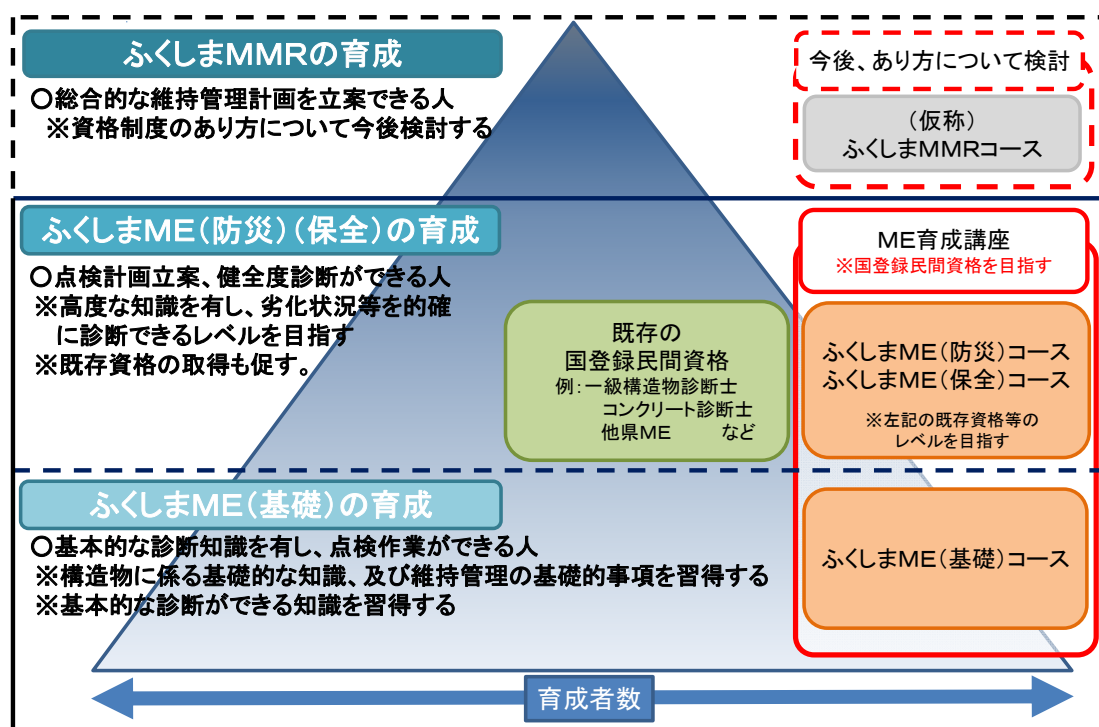 ふくしまMMRの育成
〇総合的な維持管理計画を立案できる人
※資格制度のあり方について今後検討する
今後、あり方について検討
(仮称)
ふくしまMMRコース
ふくしまME(防災)(保全)の育成
〇点検計画立案、健全度診断ができる人
※高度な知識を有し、劣化状況等を的確
に診断できるレベルを目指す
※既存資格の取得も促す。
既存の
国登録民間資格
例:一級構造物診断士
コンクリート診断士
他県ME など
ME育成講座
※国登録民間資格を目指す
ふくしまME(防災)コース
ふくしまME(保全)コース
※左記の既存資格等の
レベルを目指す
ふくしまME(基礎)の育成
〇基本的な診断知識を有し、点検作業ができる人
※構造物に係る基礎的な知識、及び維持管理の基礎的事項を習得する
※基本的な診断ができる知識を習得する
ふくしまME(基礎)コース
育成者数